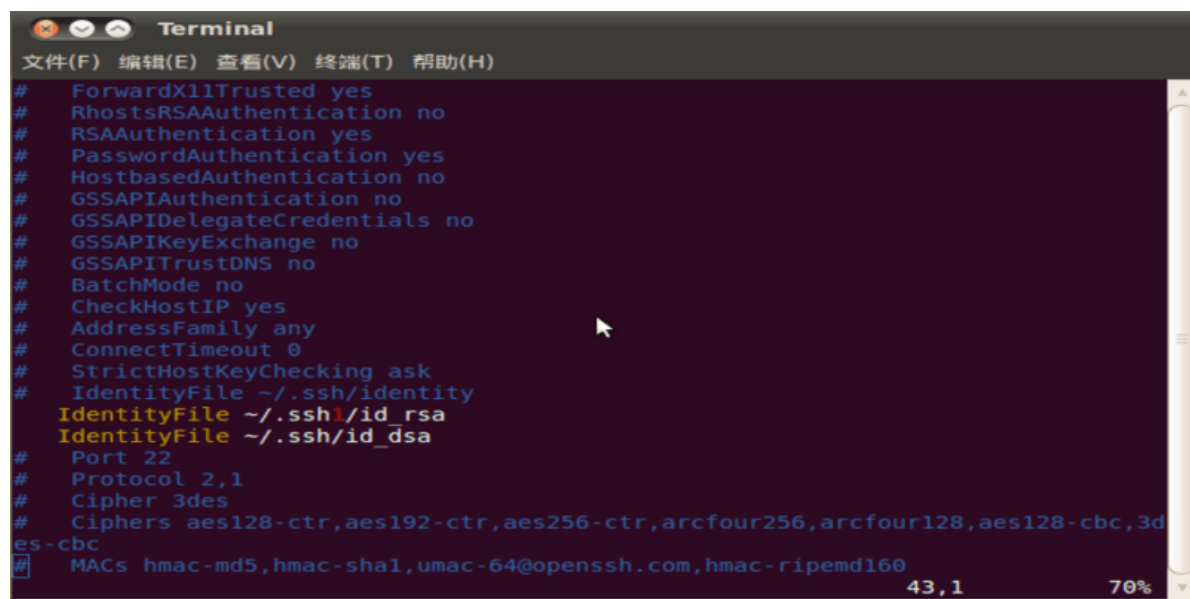 Terminal
文件(F) 编辑(E) 查看(V) 终端(T) 帮助(H)
#   ForwardX11Trusted yes
#   RhostsRSAAuthentication no
#   RSAAuthentication yes
#   PasswordAuthentication yes
#   HostbasedAuthentication no
#   GSSAPIAuthentication no
#   GSSAPIDelegateCredentials no
#   GSSAPIKeyExchange no
#   GSSAPITrustDNS no
#   BatchMode no
#   CheckHostIP yes
#   AddressFamily any
#   ConnectTimeout 0
#   StrictHostKeyChecking ask
#   IdentityFile ~/.ssh/identity
   IdentityFile ~/.ssh1/id_rsa
   IdentityFile ~/.ssh/id_dsa
#   Port 22
#   Protocol 2,1
#   Cipher 3des
#   Ciphers aes128-ctr,aes192-ctr,aes256-ctr,arcfour256,arcfour128,aes128-cbc,3d
es-cbc
#   MACs hmac-md5,hmac-sha1,umac-64@openssh.com,hmac-ripemd160
43,1 70%